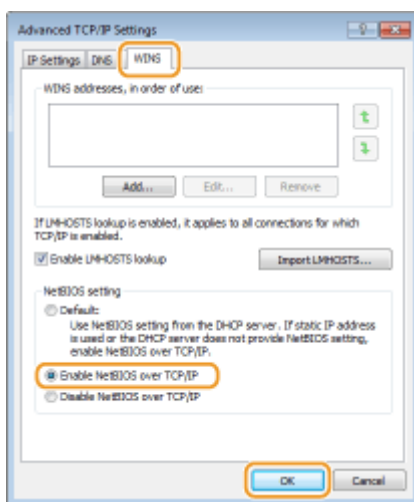 Advanced TCP/IP Settings
IP Settings DNS WINS
WINS addresses, in order of use:
Add... Edit... Remove
If LMHOSTS lookup is enabled, it applies to all connections for which
TCP/IP is enabled.
Enable LMHOSTS lookup Import LMHOSTS...
NetBIOS setting
Default:
Use NetBIOS setting from the DHCP server. If static IP address
is used or the DHCP server does not provide NetBIOS setting,
enable NetBIOS over TCP/IP.
Enable NetBIOS over TCP/IP
Disable NetBIOS over TCP/IP
OK Cancel